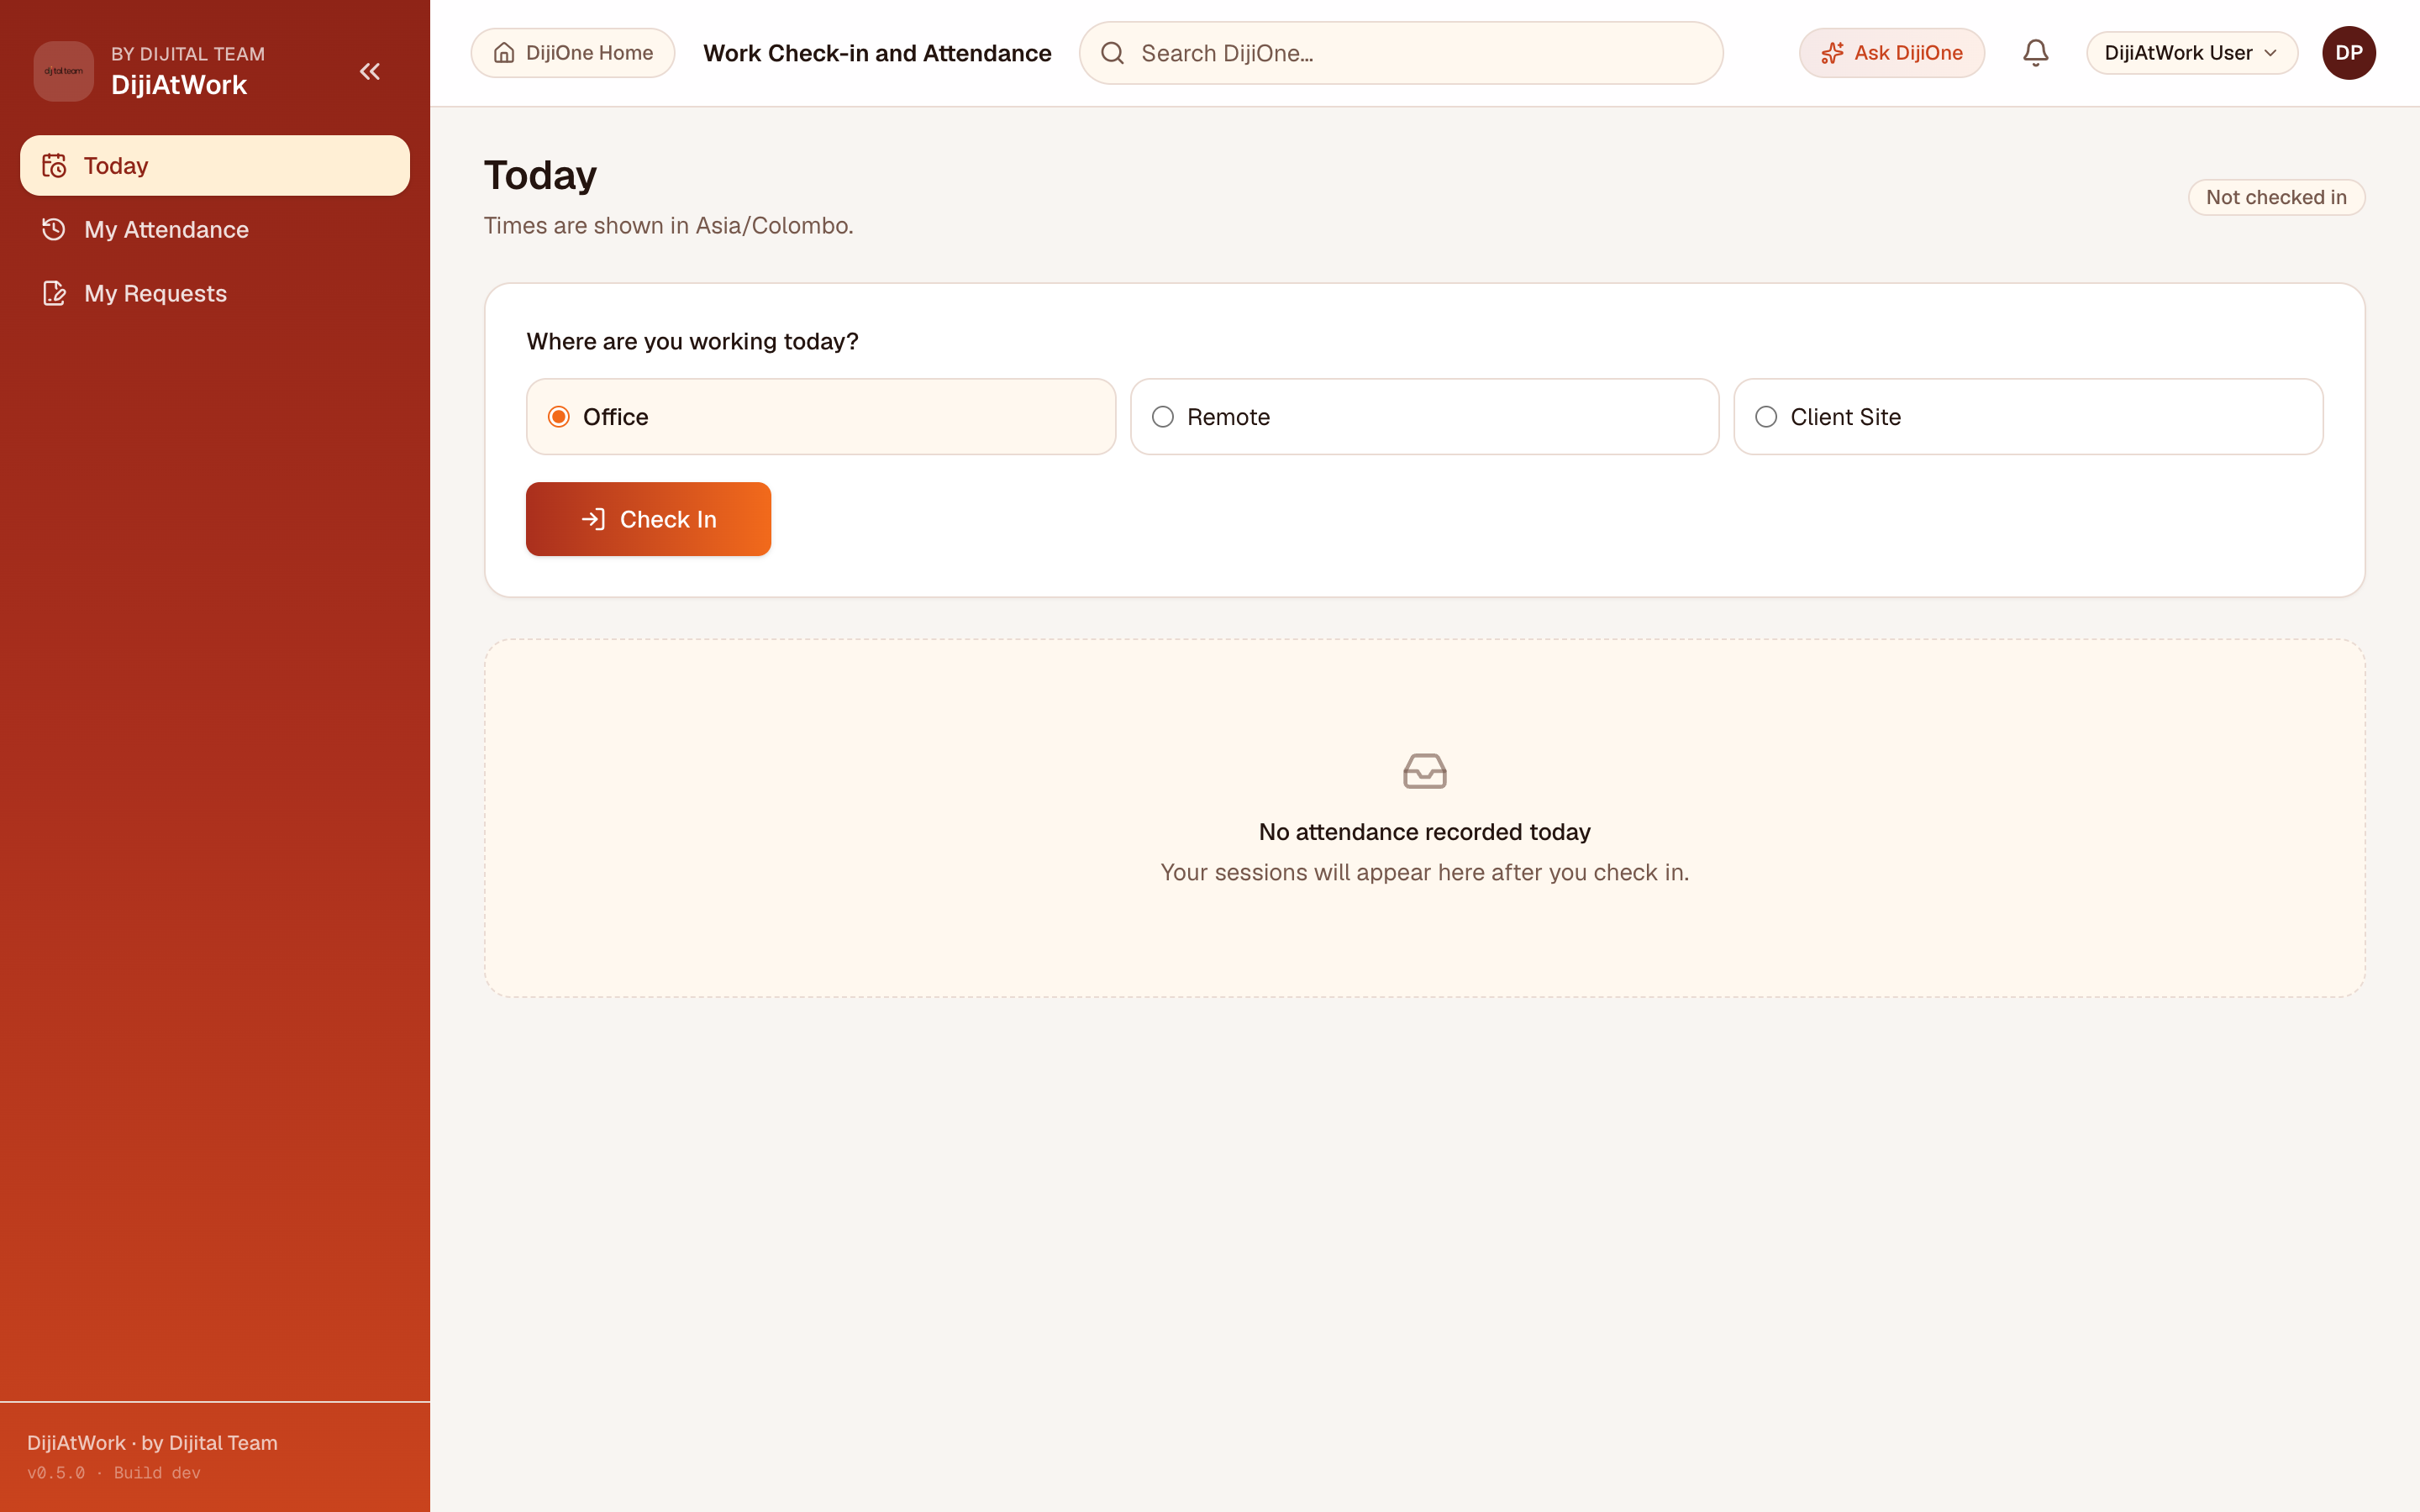 dijital team
BY DIJITAL TEAM
DijiAtWork
Today
My Attendance
My Requests
DijiAtWork · by Dijital Team
v0.5.0 · Build dev
DijiOne Home
Work Check-in and Attendance
Search DijiOne...
Ask DijiOne
DijiAtWork User
DP
Today
Times are shown in Asia/Colombo.
Not checked in
Where are you working today?
Office
Remote
Client Site
Check In
No attendance recorded today
Your sessions will appear here after you check in.